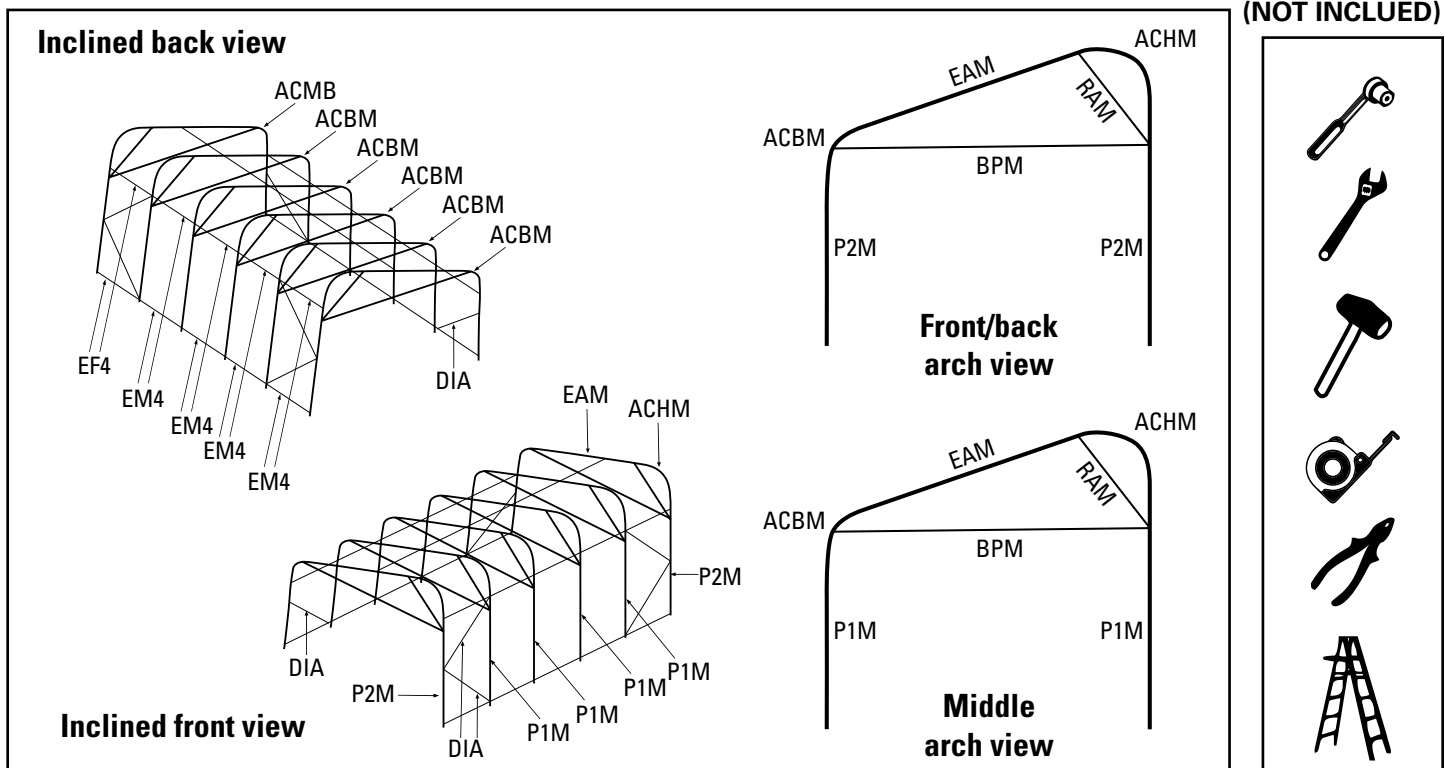 (NOT INCLUED)
Inclined back view
ACMB
ACBM
ACBM
ACBM
ACBM
ACBM
EF4
EM4
EM4
EM4
EM4
DIA
EAM
ACHM
P2M
P1M
P1M
P1M
P1M
DIA
P2M
DIA
Inclined front view
ACHM
EAM
RAM
ACBM
BPM
P2M
P2M
Front/back
arch view
ACHM
EAM
RAM
ACBM
BPM
P1M
P1M
Middle
arch view